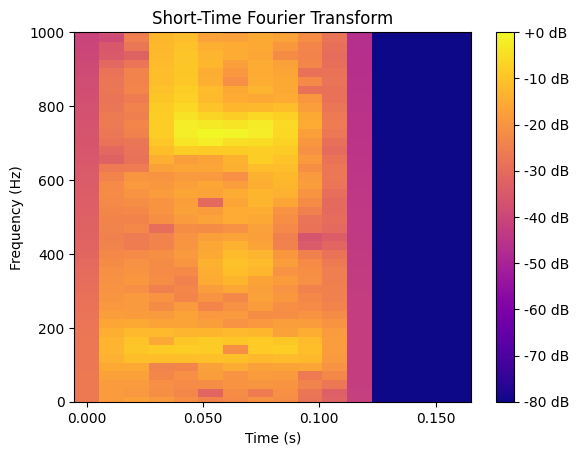 Short-Time Fourier Transform
Frequency (Hz)
1000
800
600
400
200
0
0.000
0.050
0.100
0.150
Time (s)
+0 dB
-10 dB
-20 dB
-30 dB
-40 dB
-50 dB
-60 dB
-70 dB
-80 dB